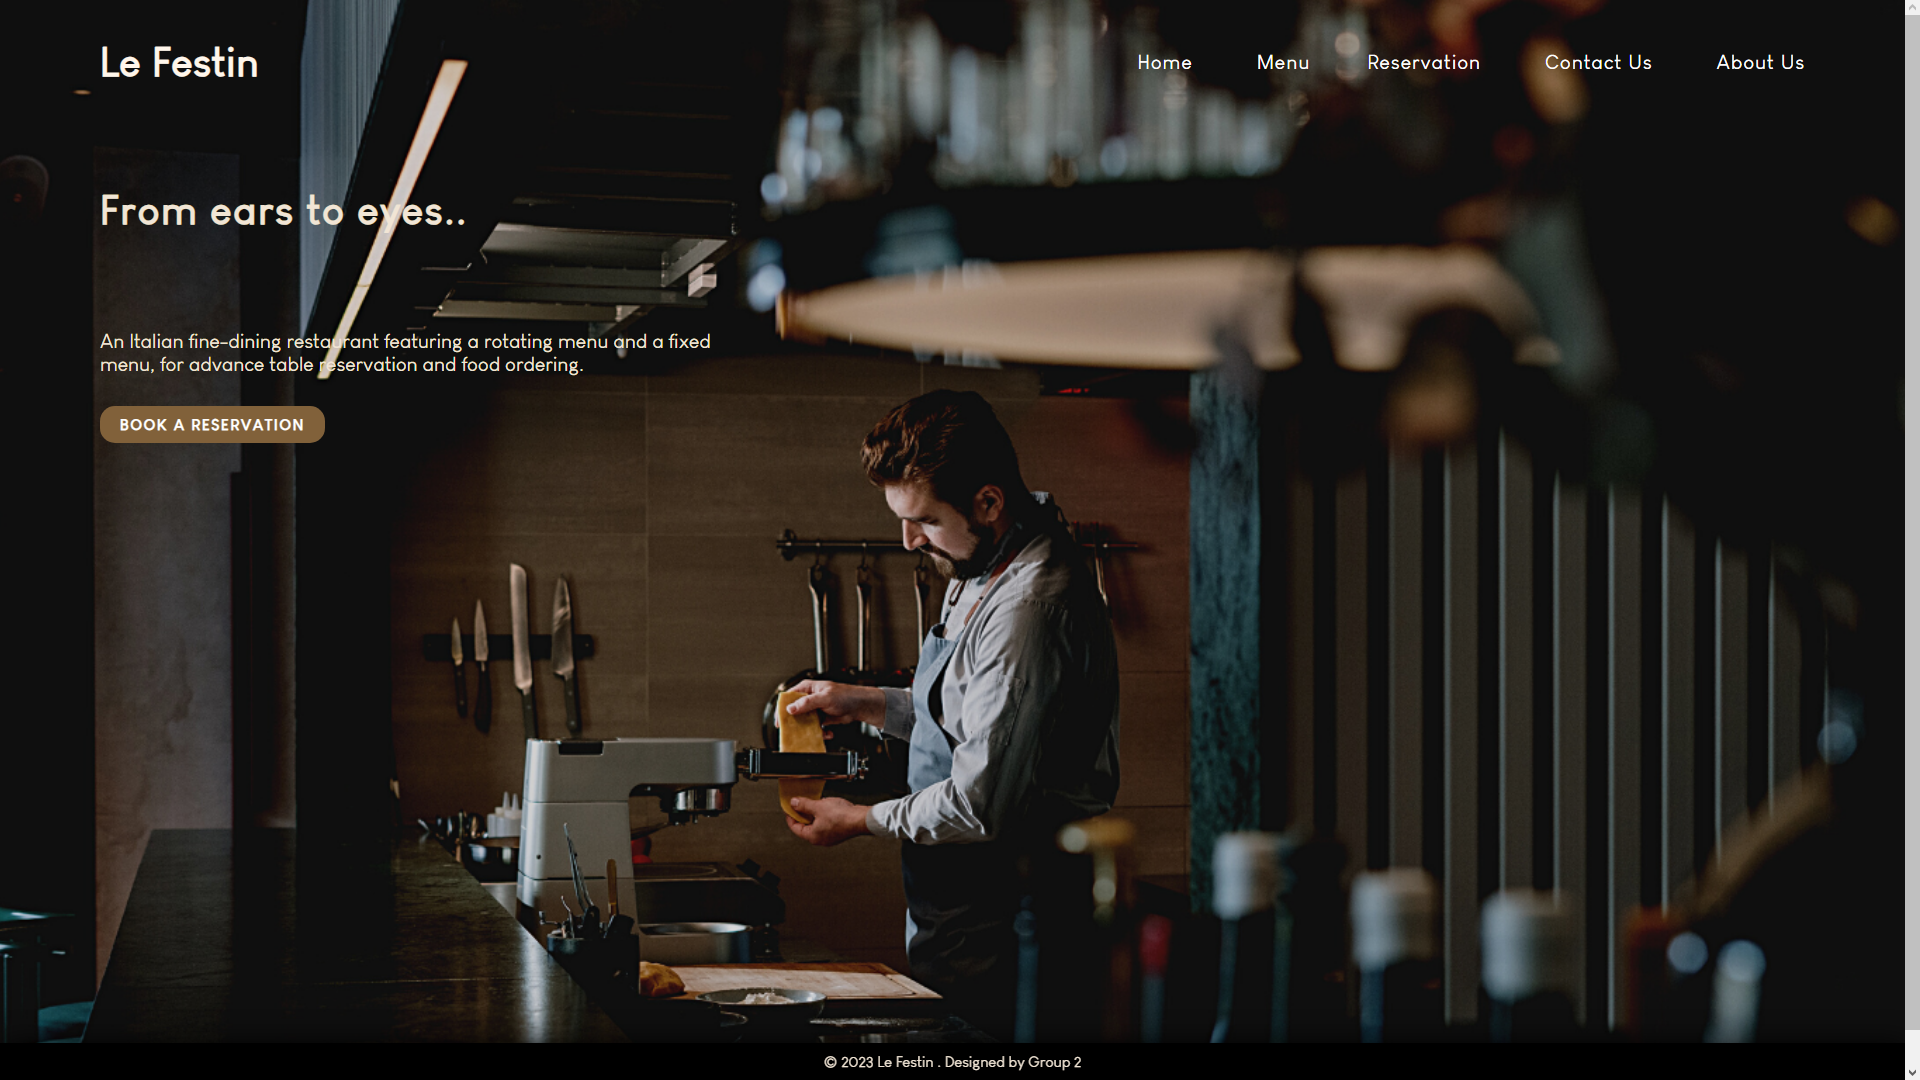 Le Festin
Home Menu Reservation Contact Us About Us
From ears to eyes..
An Italian fine-dining restaurant featuring a rotating menu and a fixed
menu, for advance table reservation and food ordering.
BOOK A RESERVATION
© 2023 Le Festin . Designed by Group 2